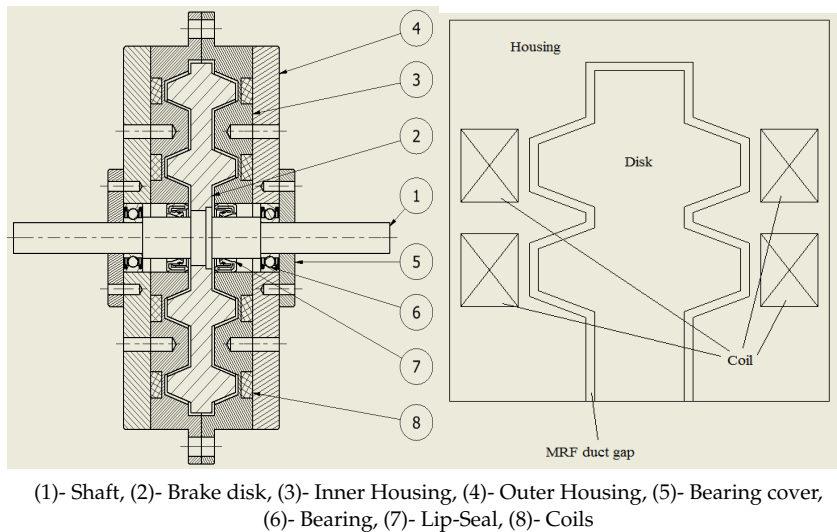 4
3
2
1
5
6
7
8
Housing
Disk
Coil
MRF duct gap
(1)- Shaft, (2)- Brake disk, (3)- Inner Housing, (4)- Outer Housing, (5)- Bearing cover,
(6)- Bearing, (7)- Lip-Seal, (8)- Coils